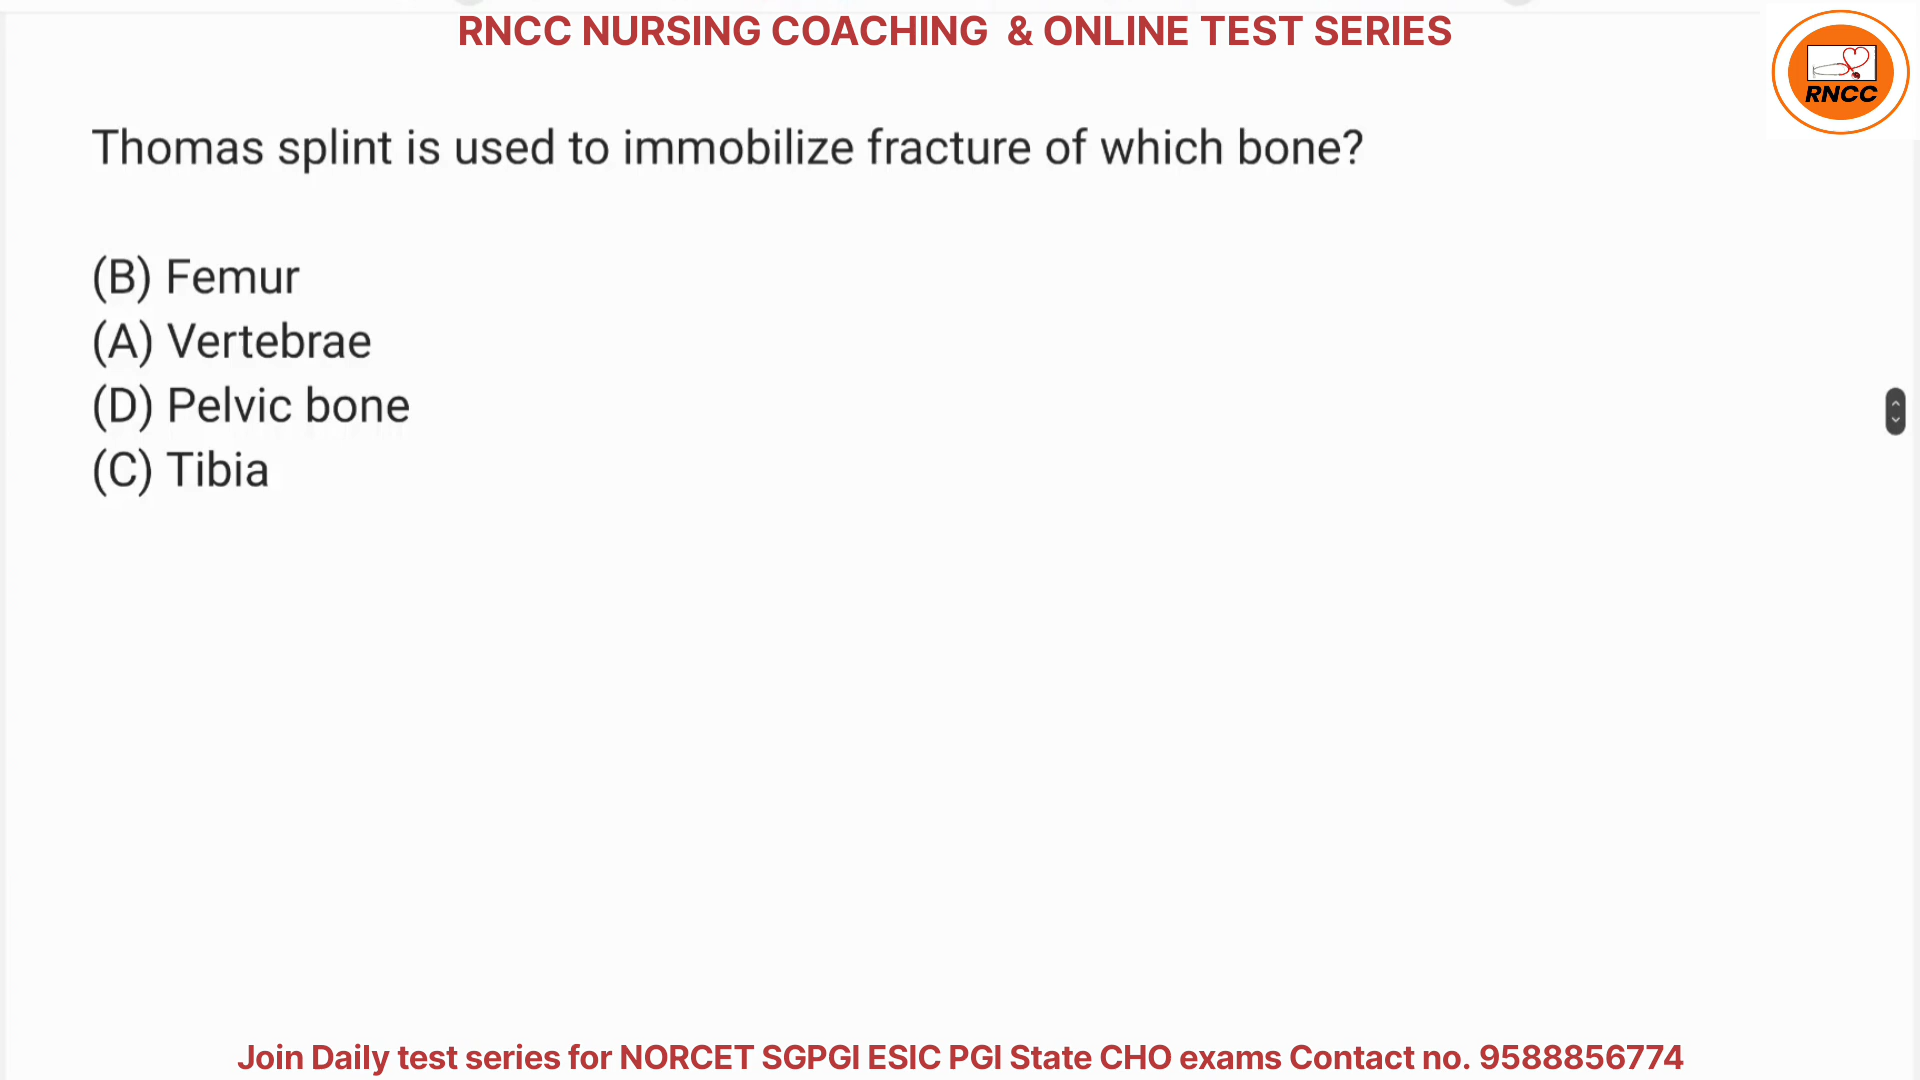 RNCC NURSING COACHING & ONLINE TEST SERIES
RNCC
Thomas splint is used to immobilize fracture of which bone?
(B) Femur
(A) Vertebrae
(D) Pelvic bone
(C) Tibia
Join Daily test series for NORCET SGPGI ESIC PGI State CHO exams Contact no. 9588856774